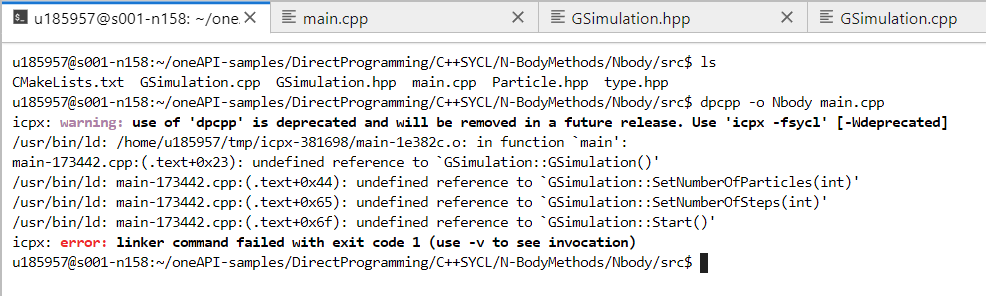 u185957@s001-n158: ~/one. × main.cpp × GSimulation.hpp × GSimulation.cpp
u185957@s001-n158:~/oneAPI-samples/DirectProgramming/C++SYCL/N-BodyMethods/Nbody/src$ ls
CMakeLists.txt GSimulation.cpp GSimulation.hpp main.cpp Particle.hpp type.hpp
u185957@s001-n158:~/oneAPI-samples/DirectProgramming/C++SYCL/N-BodyMethods/Nbody/src$ dpcpp -o Nbody main.cpp
icpx: warning: use of 'dpcpp' is deprecated and will be removed in a future release. Use 'icpx -fsycl' [-Wdeprecated]
/usr/bin/ld: /home/u185957/tmp/icpx-381698/main-1e382c.o: in function `main':
main-173442.cpp:(.text+0x23): undefined reference to `GSimulation::GSimulation()'
/usr/bin/ld: main-173442.cpp:(.text+0x44): undefined reference to `GSimulation::SetNumberOfParticles(int)'
/usr/bin/ld: main-173442.cpp:(.text+0x65): undefined reference to `GSimulation::SetNumberOfSteps(int)'
/usr/bin/ld: main-173442.cpp:(.text+0x6f): undefined reference to `GSimulation::Start()'
icpx: error: linker command failed with exit code 1 (use -v to see invocation)
u185957@s001-n158:~/oneAPI-samples/DirectProgramming/C++SYCL/N-BodyMethods/Nbody/src$